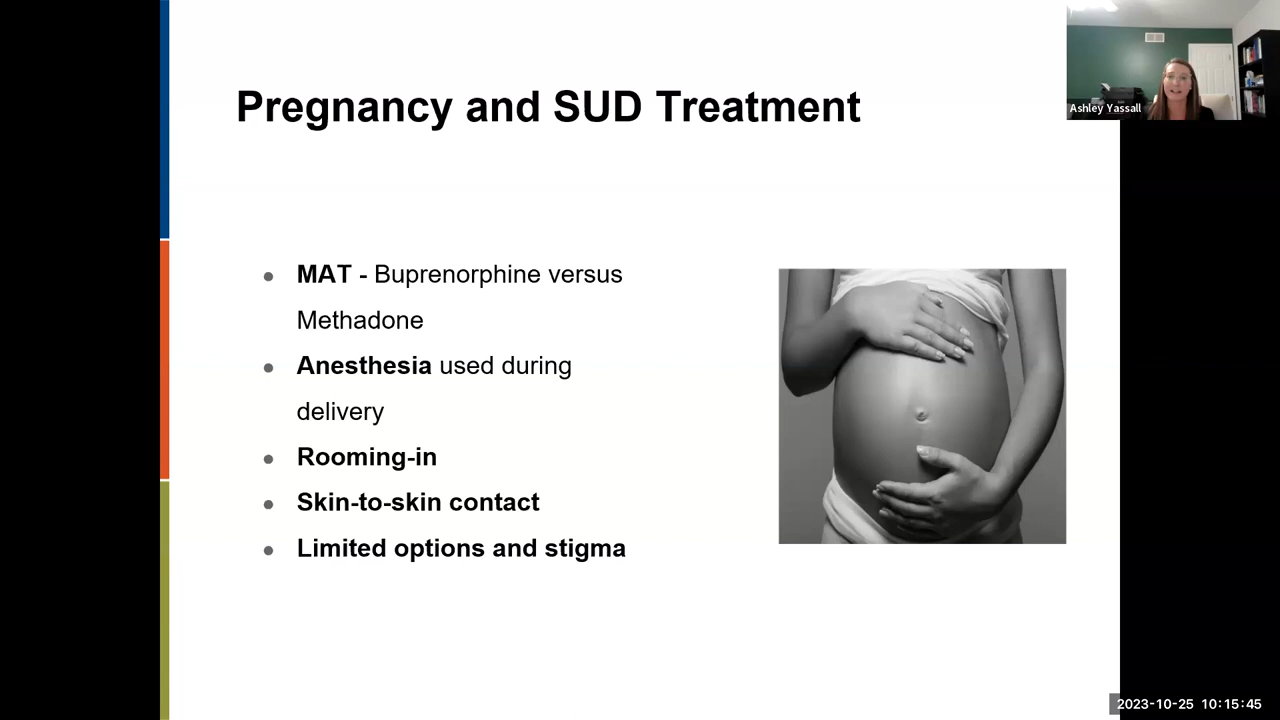 Pregnancy and SUD Treatment
Ashley Yassall
● MAT - Buprenorphine versus
Methadone
● Anesthesia used during
delivery
● Rooming-in
● Skin-to-skin contact
● Limited options and stigma
2023-10-25 10:15:45